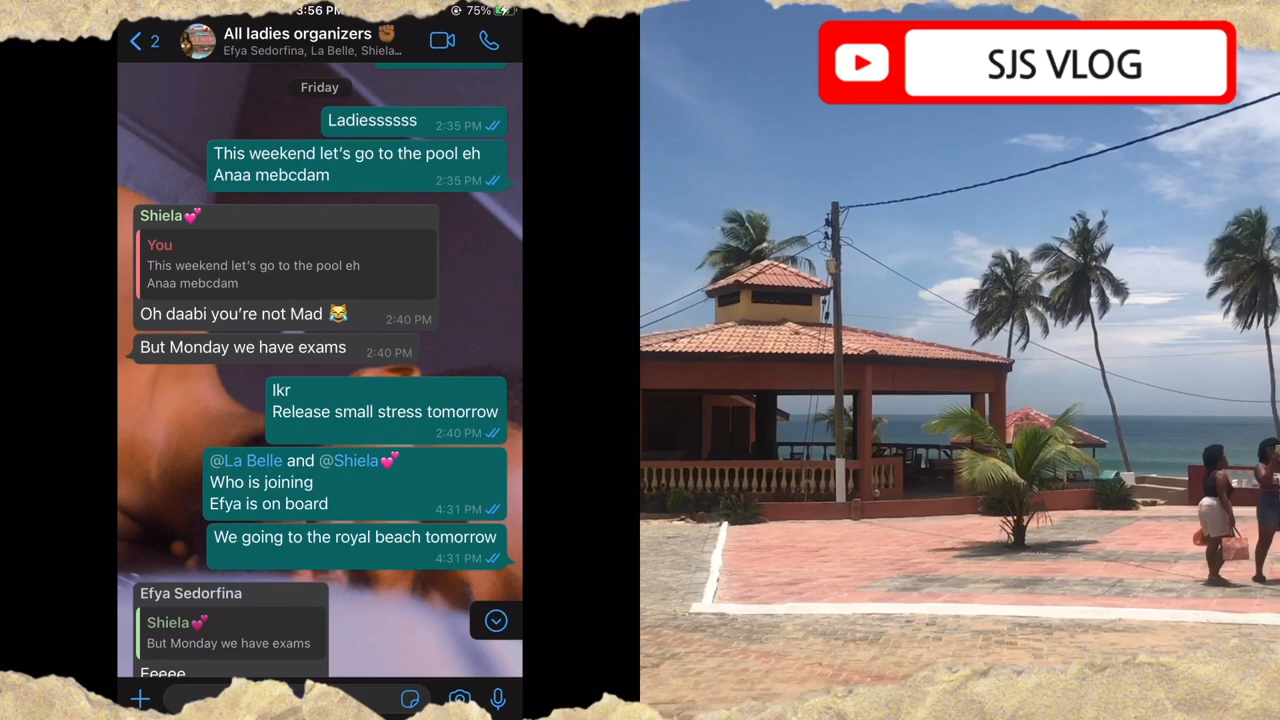 3:56 PM
75%
2
All ladies organizers
Efya Sedorfina, La Belle, Shiela...
Friday
Ladiessssss
2:35 PM
This weekend let's go to the pool eh
Anaa mebcdam
2:35 PM
Shiela
You
This weekend let's go to the pool eh
Anaa mebcdam
Oh daabi you're not Mad
2:40 PM
But Monday we have exams
2:40 PM
Ikr
Release small stress tomorrow
2:40 PM
@La Belle and @Shiela
Who is joining
Efya is on board
4:31 PM
We going to the royal beach tomorrow
4:31 PM
Efya Sedorfina
Shiela
But Monday we have exams
Eeeee
SJS VLOG